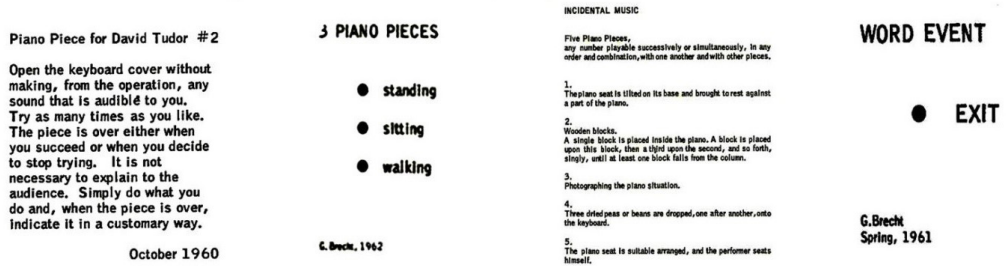 Piano Piece for David Tudor #2
Open the keyboard cover without
making, from the operation, any
sound that is audible to you.
Try as many times as you like.
The piece is over either when
you succeed or when you decide
to stop trying. It is not
necessary to explain to the
audience. Simply do what you
do and, when the piece is over,
indicate it in a customary way.
October 1960
3 PIANO PIECES
● standing
● sitting
● walking
G. Brecht, 1962
INCIDENTAL MUSIC
Five Piano Pieces,
any number playable successively or simultaneously, in any
order and combination, with one another and with other pieces.
1.
The piano seat is tilted on its base and brought to rest against
a part of the piano.
2.
Wooden blocks.
A single block is placed inside the piano. A block is placed
upon this block, then a third upon the second, and so forth,
singly, until at least one block falls from the column.
3.
Photographing the piano situation.
4.
Three dried peas or beans are dropped, one after another, onto
the keyboard.
5.
The piano seat is suitable arranged, and the performer seats
himself.
WORD EVENT
● EXIT
G. Brecht
Spring, 1961